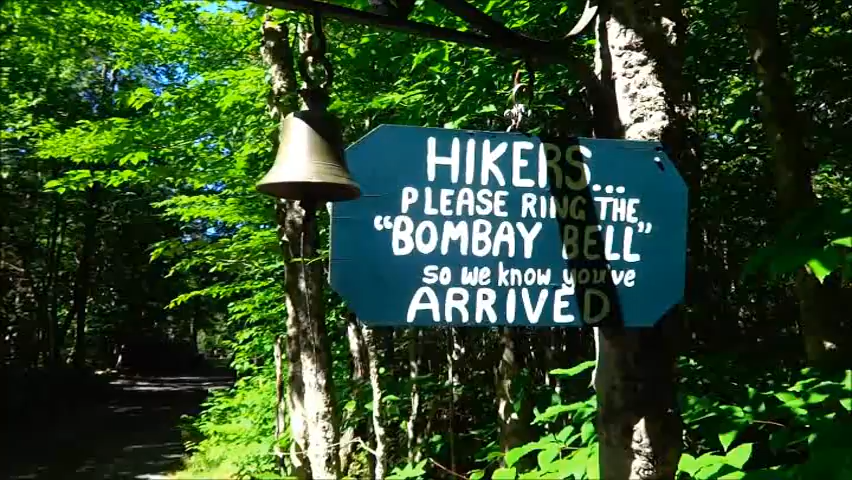 HIKERS...
PLEASE RING THE
“BOMBAY BELL”
so we know you've
ARRIVED